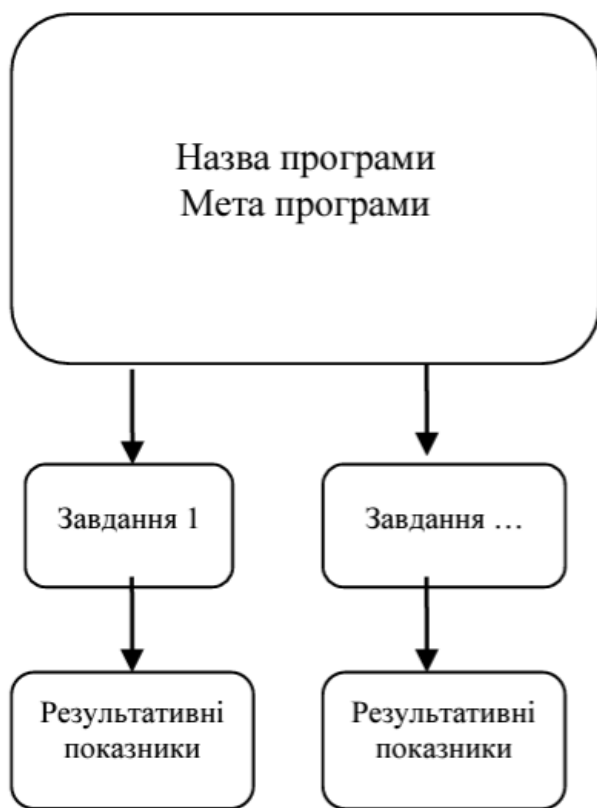 Назва програми
Мета програми
Завдання 1
Завдання ...
Результативні
показники
Результативні
показники